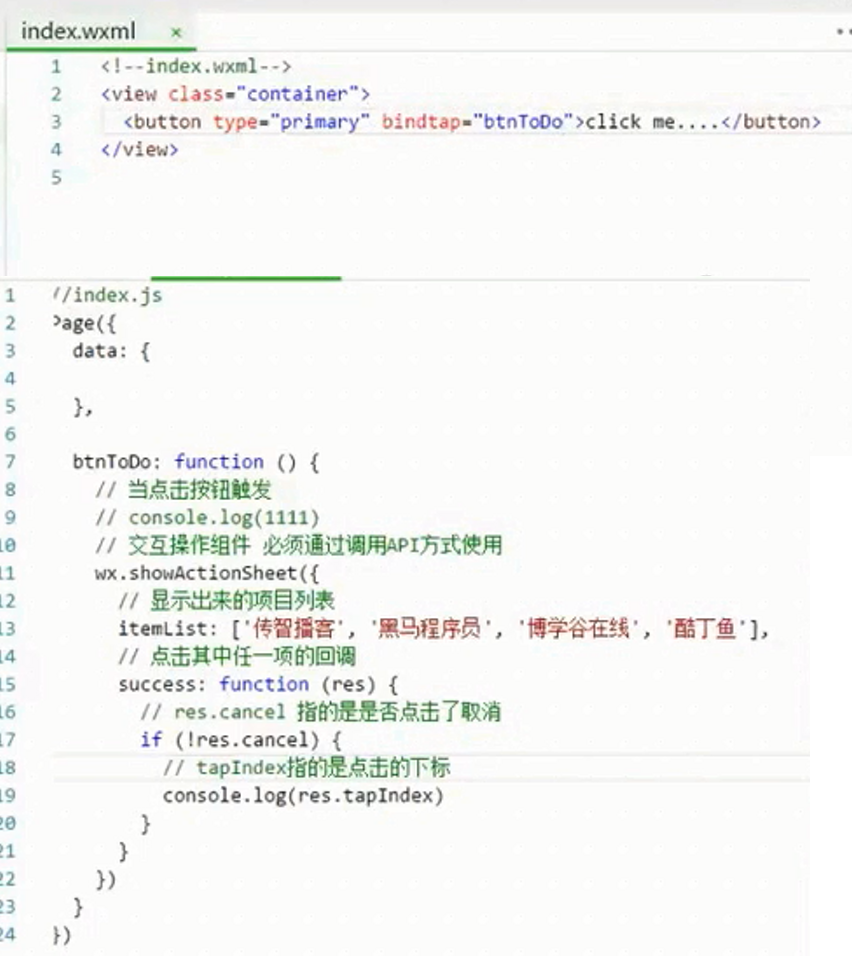 index.wxml ×
1 <!--index.wxml-->
2 <view class="container">
3 <button type="primary" bindtap="btnToDo">click me....</button>
4 </view>
5
1 //index.js
2 Page({
3 data: {
4
5 },
6
7 btnToDo: function () {
8 // 当点击按钮触发
9 // console.log(1111)
10 // 交互操作组件 必须通过调用API方式使用
11 wx.showActionSheet({
12 // 显示出来的项目列表
13 itemList: ['传智播客', '黑马程序员', '博学谷在线', '酷丁鱼'],
14 // 点击其中任一项的回调
15 success: function (res) {
16 // res.cancel 指的是是否点击了取消
17 if (!res.cancel) {
18 // tapIndex指的是点击的下标
19 console.log(res.tapIndex)
20 }
21 }
22 })
23 }
24 })